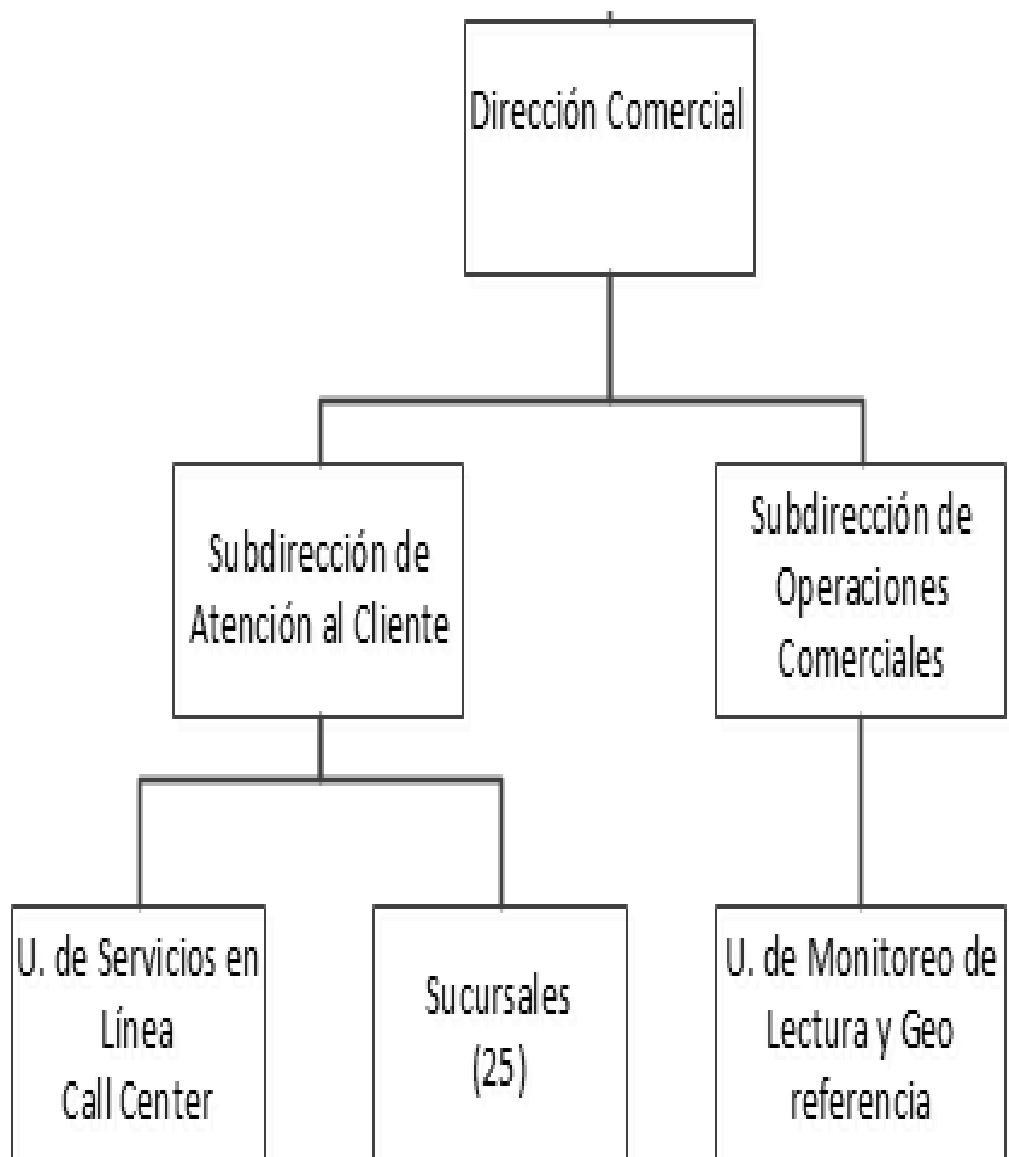 Dirección Comercial
Subdirección de
Atención al Cliente
Subdirección de
Operaciones
Comerciales
U. de Servicios en
Línea
Call Center
Sucursales
(25)
U. de Monitoreo de
Lectura y Geo
referencia